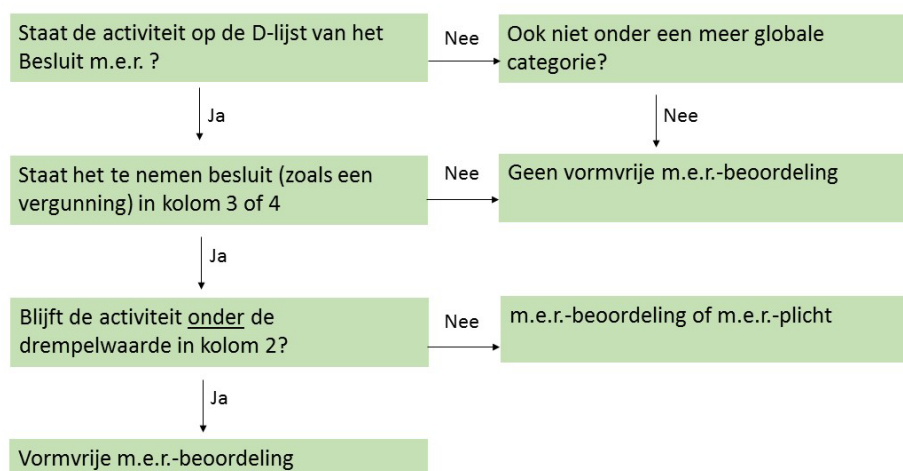 Staat de activiteit op de D-lijst van het
Besluit m.e.r. ?
Nee
Ook niet onder een meer globale
categorie?
Ja
Nee
Staat het te nemen besluit (zoals een
vergunning) in kolom 3 of 4
Nee
Geen vormvrije m.e.r.-beoordeling
Ja
Blijft de activiteit onder de
drempelwaarde in kolom 2?
Nee
m.e.r.-beoordeling of m.e.r.-plicht
Ja
Vormvrije m.e.r.-beoordeling